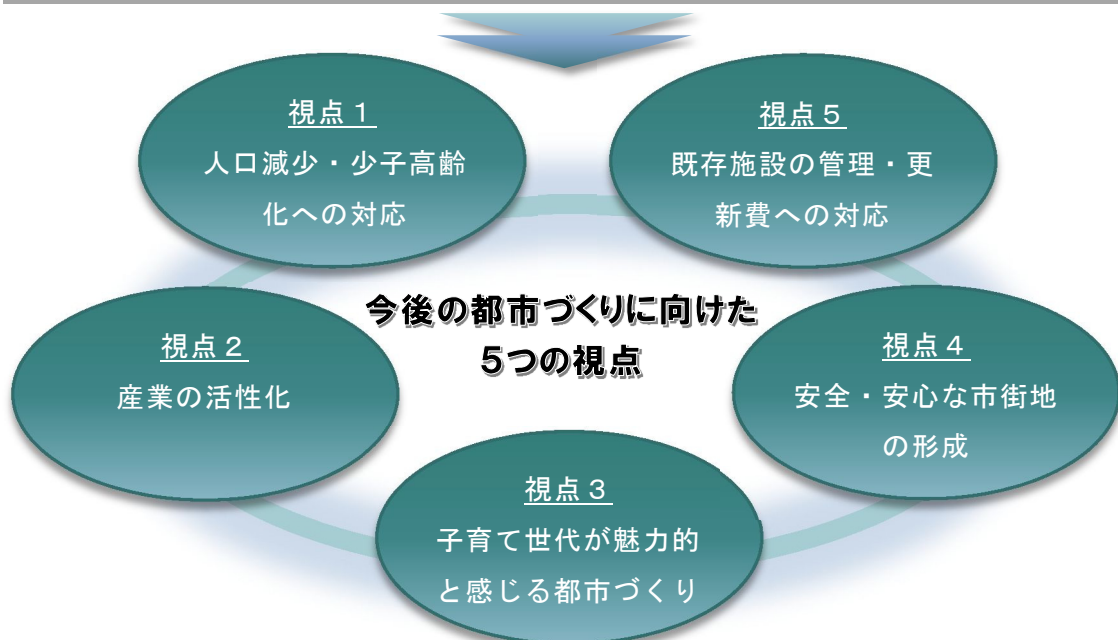 視点１
人口減少・少子高齢
化への対応
視点５
既存施設の管理・更
新費への対応
今後の都市づくりに向けた
５つの視点
視点２
産業の活性化
視点４
安全・安心な市街地
の形成
視点３
子育て世代が魅力的
と感じる都市づくり